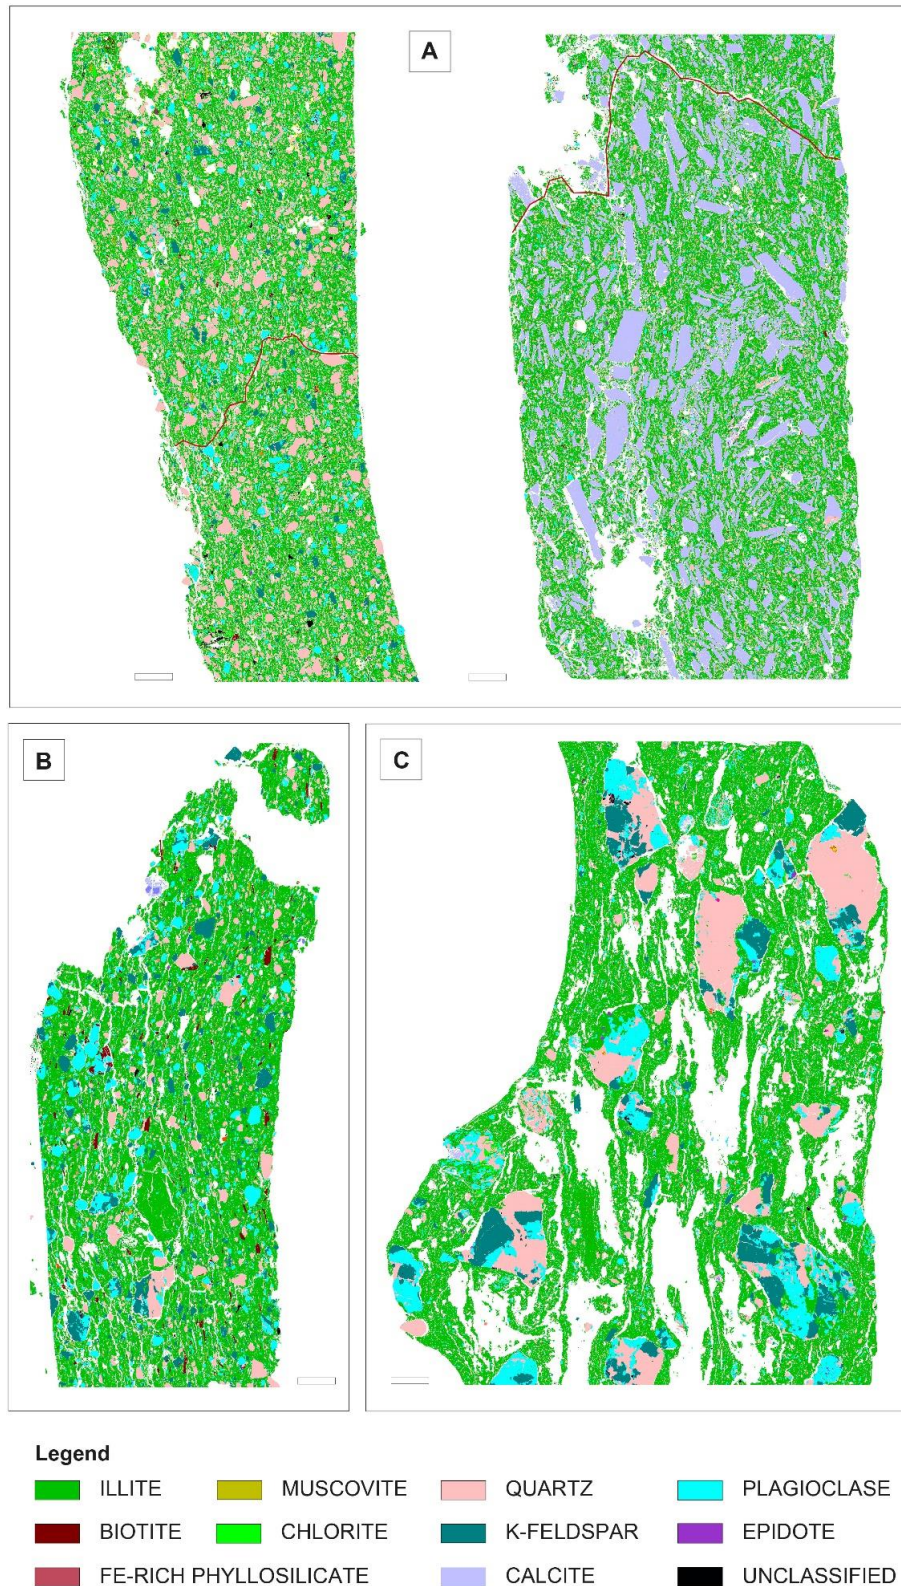 A
B
C
Legend
ILLITE MUSCOVITE QUARTZ PLAGIOCLASE
BIOTITE CHLORITE K-FELDSPAR EPIDOTE
FE-RICH PHYLLOSILICATE CALCITE UNCLASSIFIED